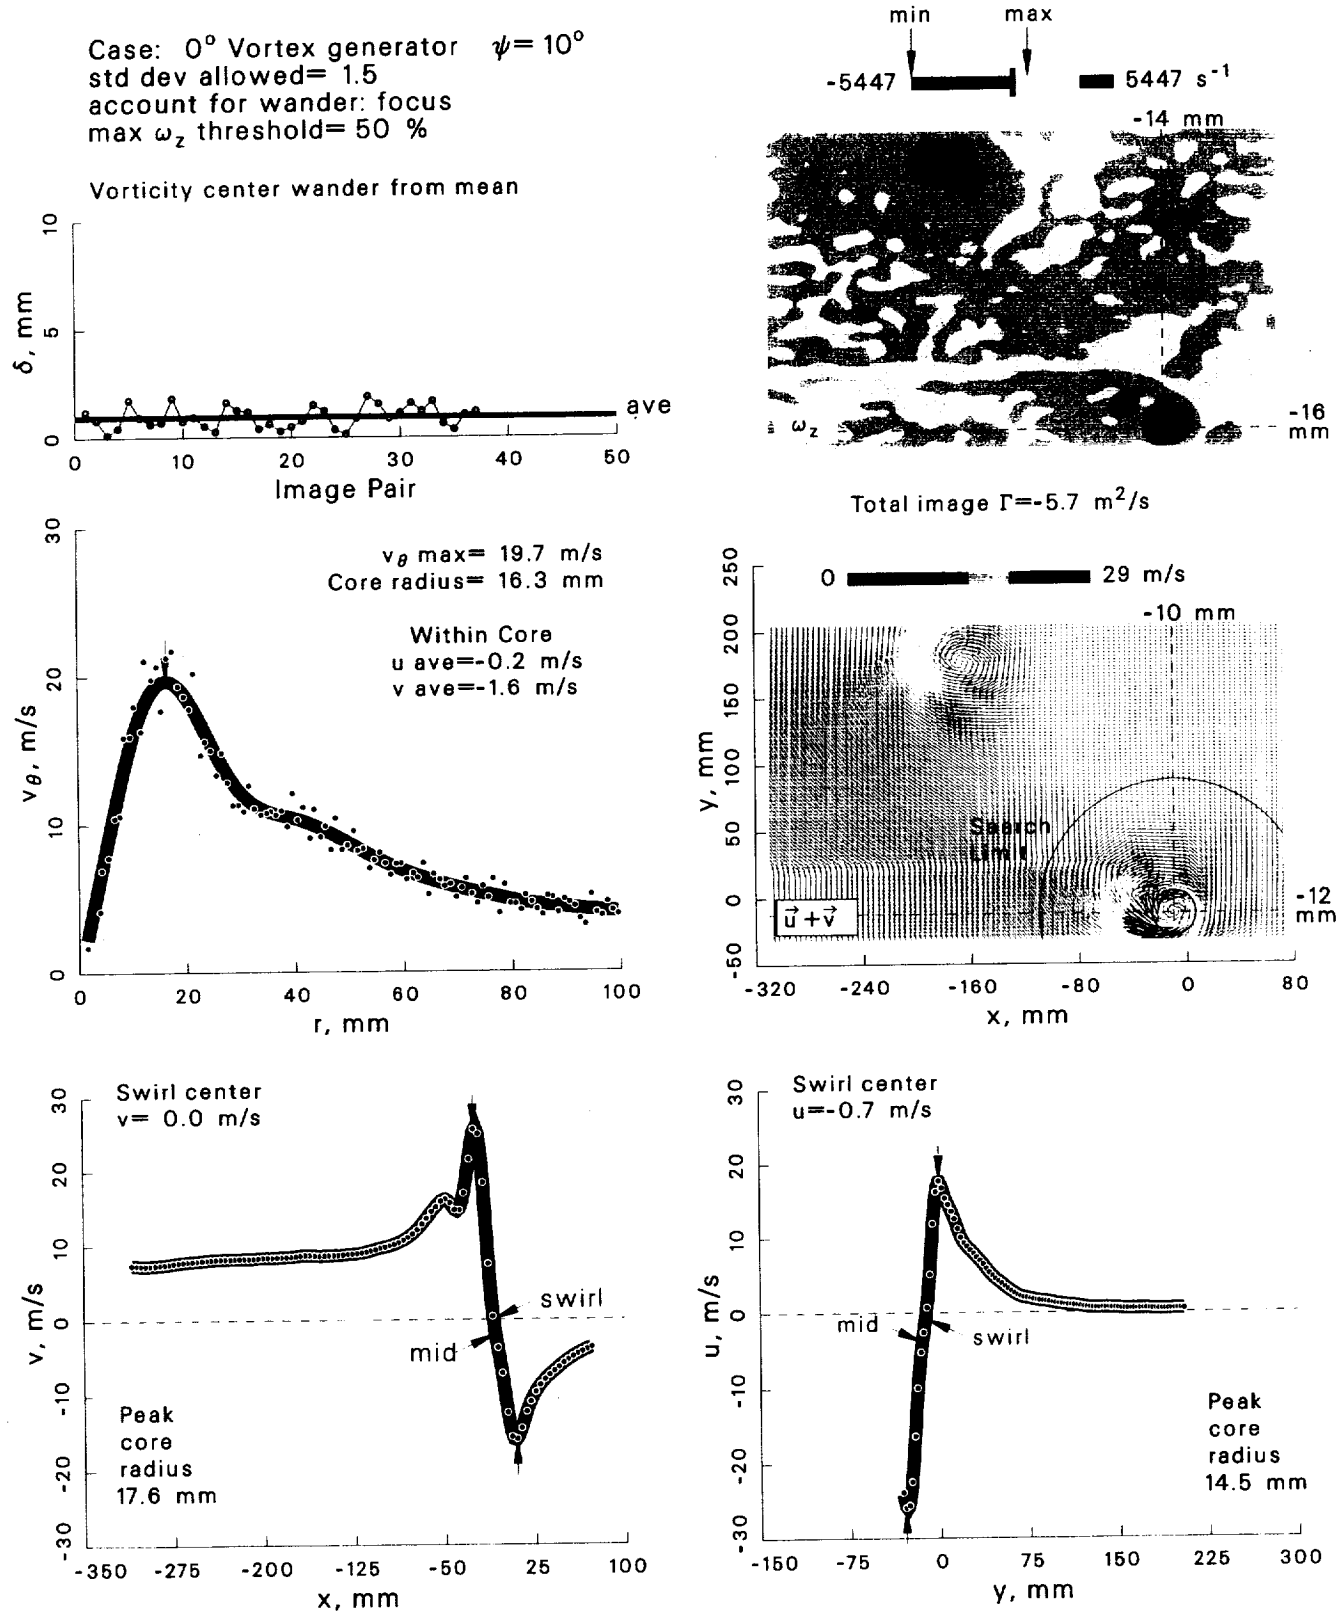 Case: 0° Vortex generator ψ= 10°
std dev allowed= 1.5
account for wander: focus
max ω_z threshold= 50 %
Vorticity center wander from mean
10
5
0
δ, mm
ave
0 10 20 30 40 50
Image Pair
min max
-5447 5447 s⁻¹
-14 mm
-16
mm
ω_z
Total image Γ=-5.7 m²/s
30
20
10
0
v_θ, m/s
v_θ max= 19.7 m/s
Core radius= 16.3 mm
Within Core
u ave=-0.2 m/s
v ave=-1.6 m/s
0 20 40 60 80 100
r, mm
0 29 m/s
-10 mm
250
200
150
100
50
0
-50
y, mm
Search
Limit
-12
mm
u⃗ + v⃗
-320 -240 -160 -80 0 80
x, mm
Swirl center
v= 0.0 m/s
30
20
10
0
-10
-20
-30
v, m/s
swirl
mid
Peak
core
radius
17.6 mm
-350 -275 -200 -125 -50 25 100
x, mm
Swirl center
u=-0.7 m/s
30
20
10
0
-10
-20
-30
u, m/s
mid
swirl
Peak
core
radius
14.5 mm
-150 -75 0 75 150 225 300
y, mm